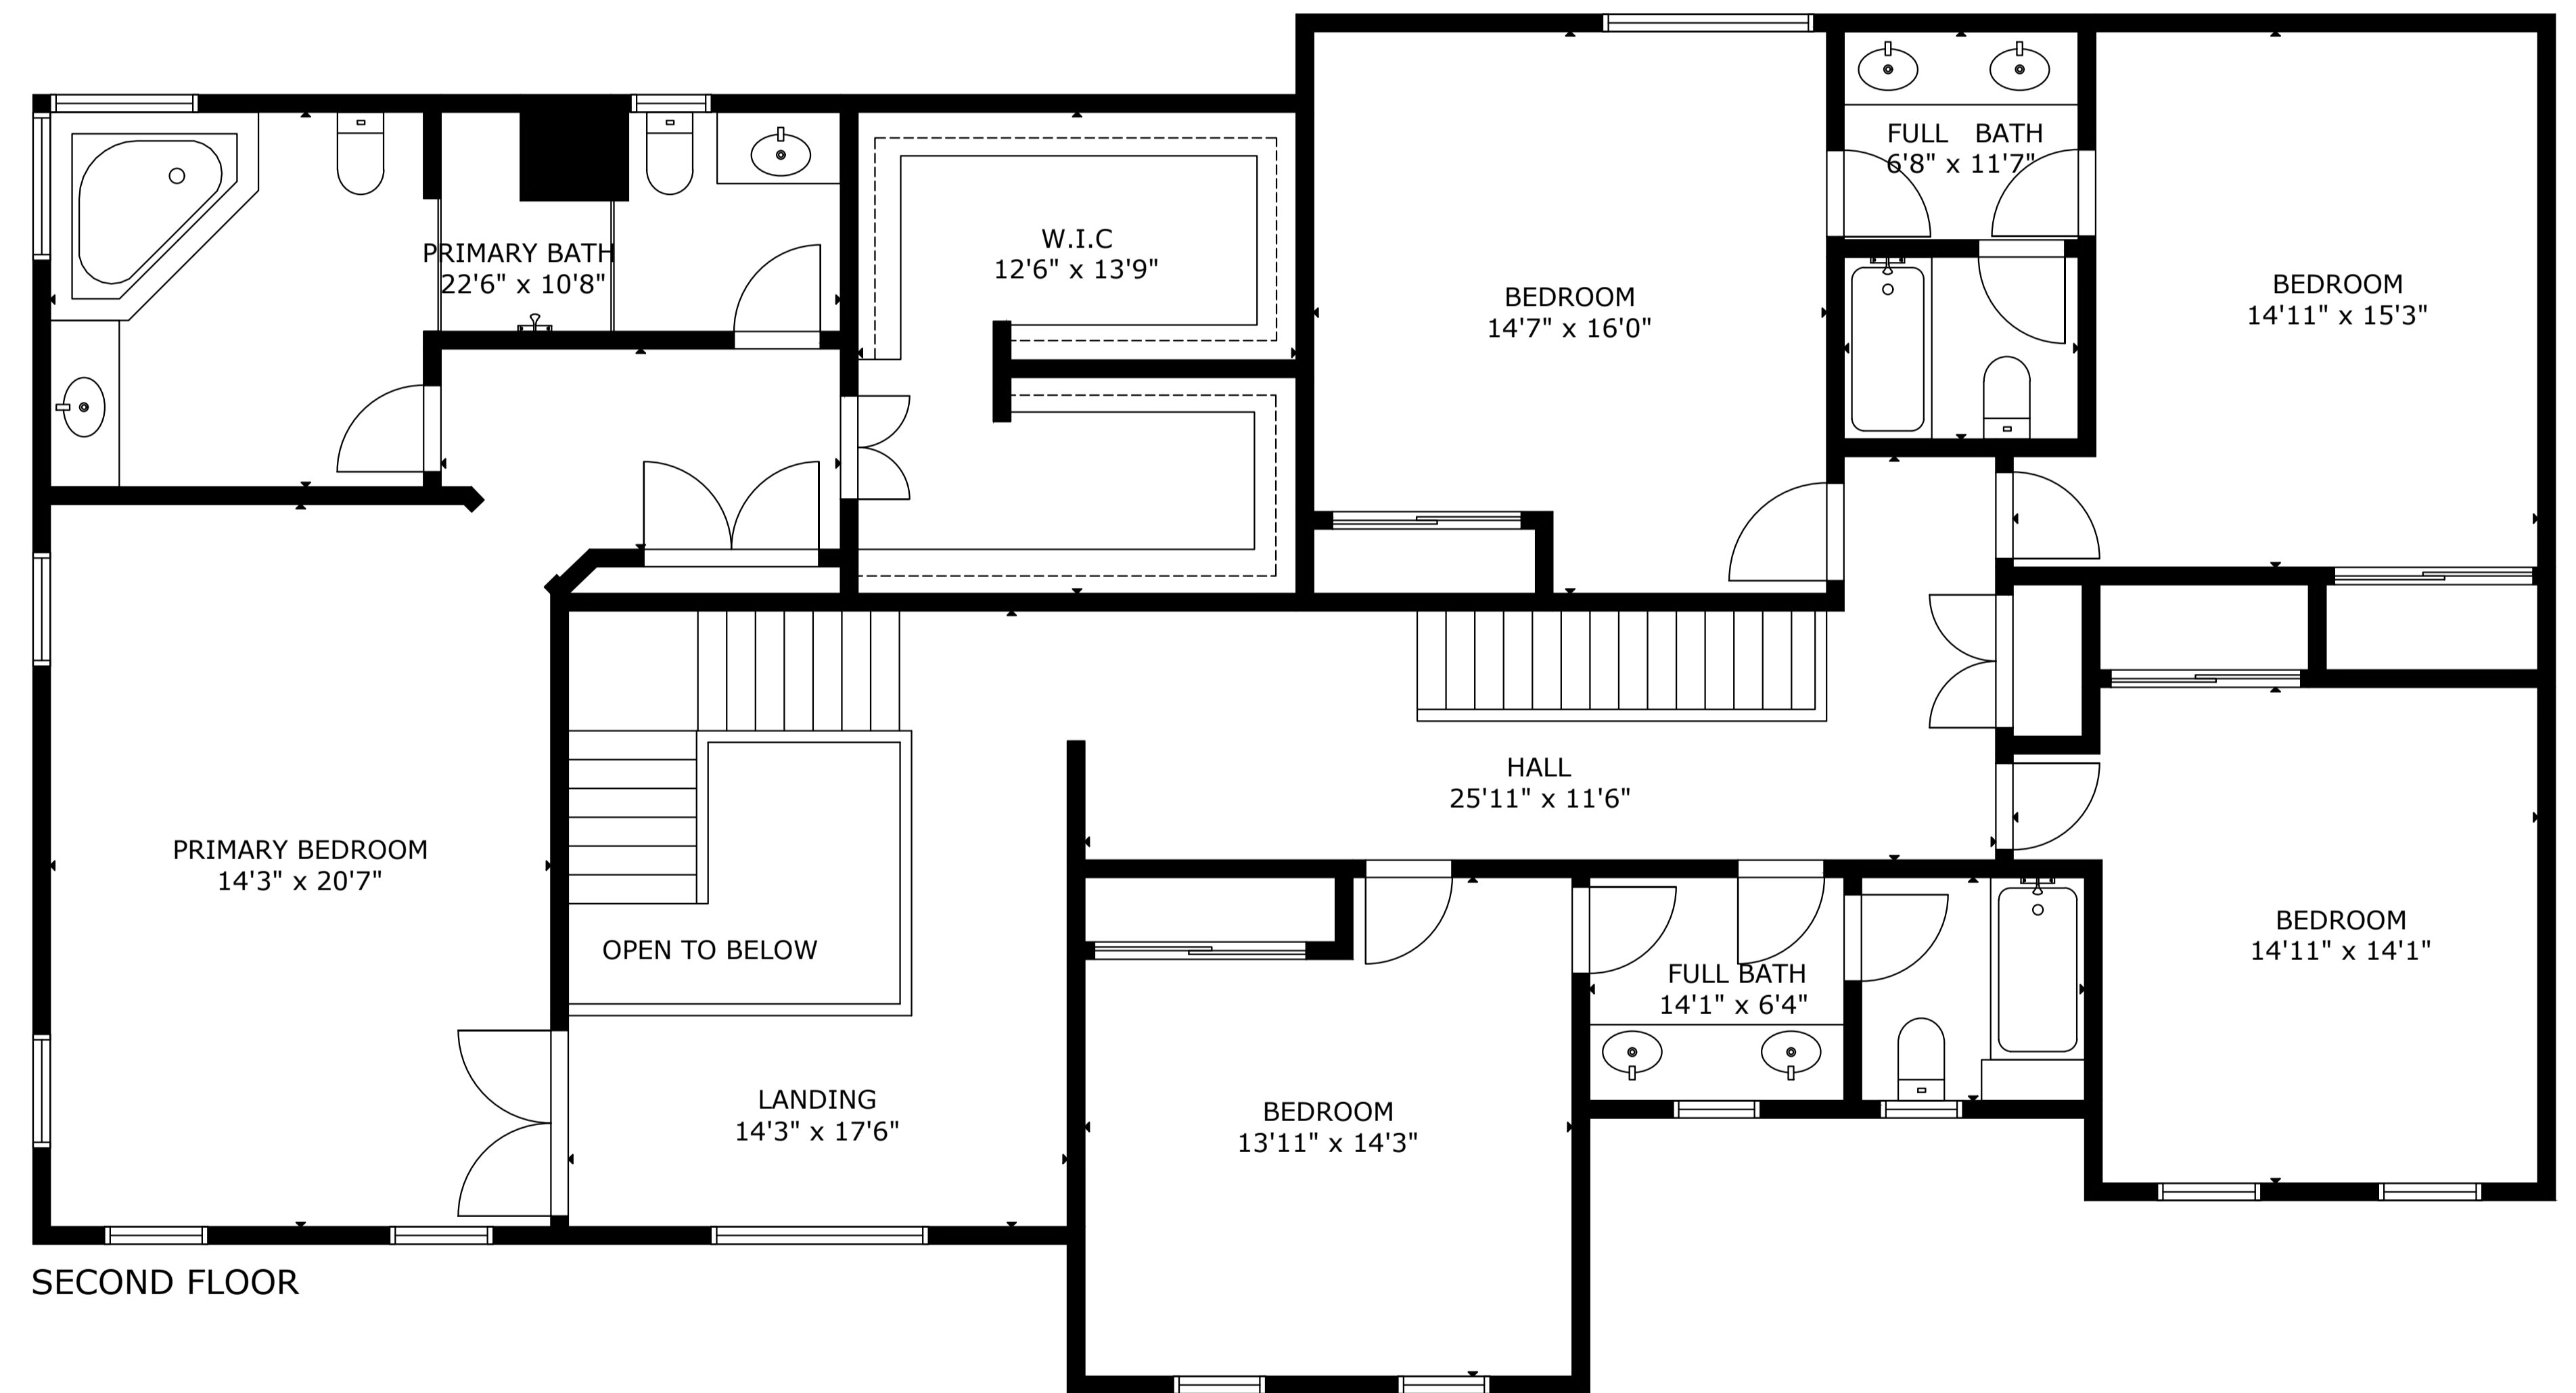 FULL BATH
6'8" x 11'7"
PRIMARY BATH
22'6" x 10'8"
W.I.C
12'6" x 13'9"
BEDROOM
14'7" x 16'0"
BEDROOM
14'11" x 15'3"
HALL
25'11" x 11'6"
PRIMARY BEDROOM
14'3" x 20'7"
OPEN TO BELOW
BEDROOM
14'11" x 14'1"
FULL BATH
14'1" x 6'4"
LANDING
14'3" x 17'6"
BEDROOM
13'11" x 14'3"
SECOND FLOOR